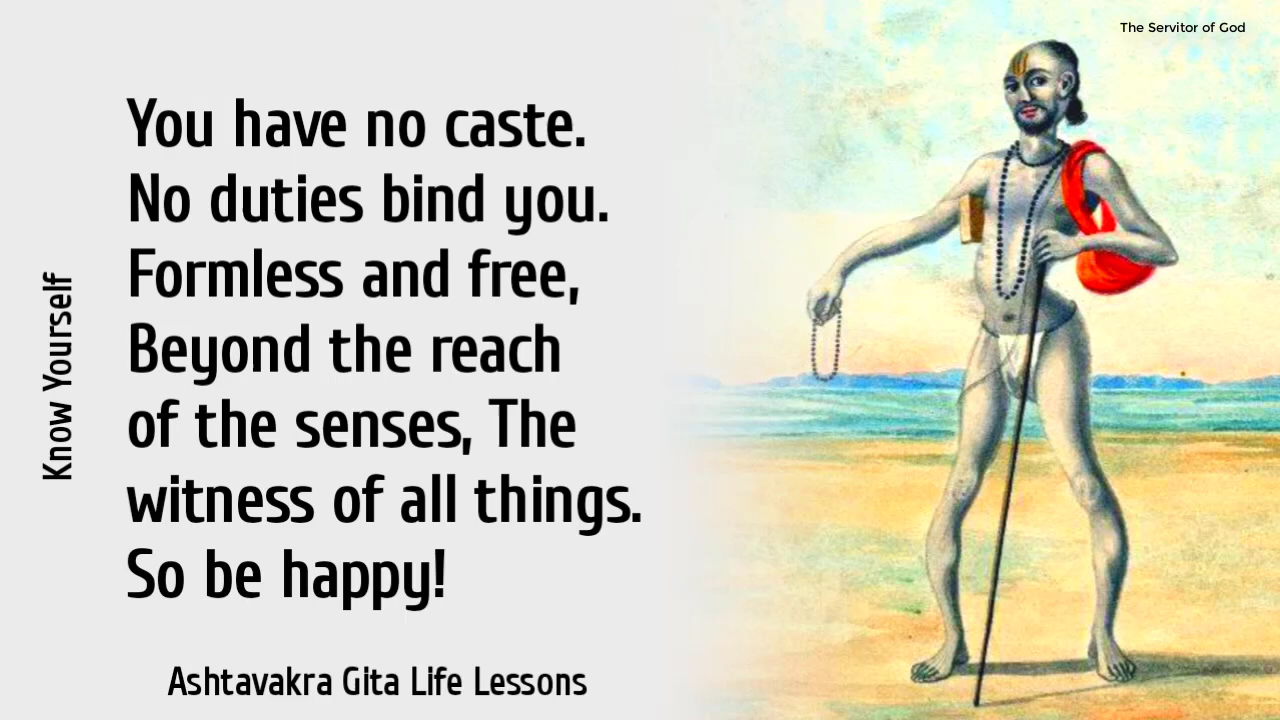 The Servitor of God
Know Yourself
You have no caste.
No duties bind you.
Formless and free,
Beyond the reach
of the senses, The
witness of all things.
So be happy!
Ashtavakra Gita Life Lessons